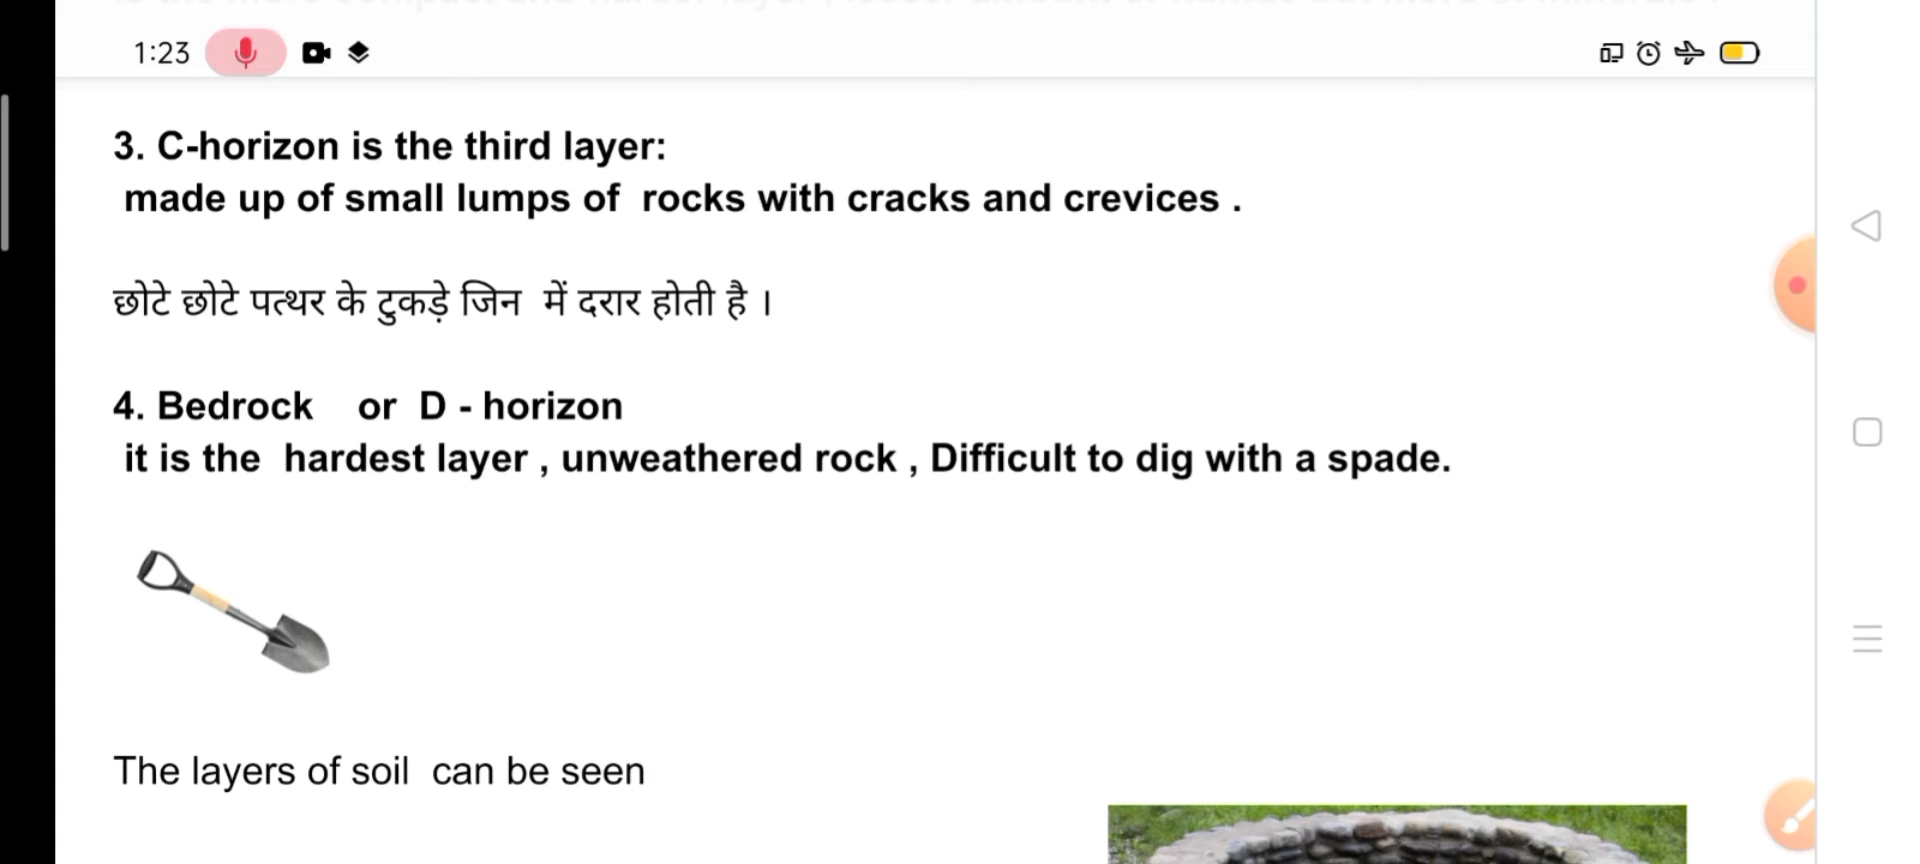 1:23
3. C-horizon is the third layer:
made up of small lumps of rocks with cracks and crevices .
छोटे छोटे पत्थर के टुकड़े जिन में दरार होती है ।
4. Bedrock or D - horizon
it is the hardest layer , unweathered rock , Difficult to dig with a spade.
The layers of soil can be seen